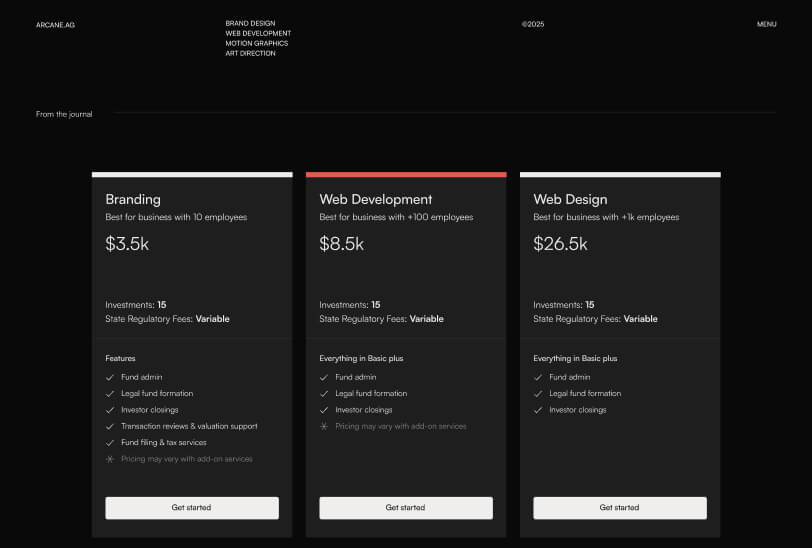 ARCANE.AG
BRAND DESIGN
WEB DEVELOPMENT
MOTION GRAPHICS
ART DIRECTION
©2025
MENU
From the journal
Branding
Best for business with 10 employees
$3.5k
Investments: 15
State Regulatory Fees: Variable
Features
Fund admin
Legal fund formation
Investor closings
Transaction reviews & valuation support
Fund filing & tax services
Pricing may vary with add-on services
Get started
Web Development
Best for business with +100 employees
$8.5k
Investments: 15
State Regulatory Fees: Variable
Everything in Basic plus
Fund admin
Legal fund formation
Investor closings
Pricing may vary with add-on services
Get started
Web Design
Best for business with +1k employees
$26.5k
Investments: 15
State Regulatory Fees: Variable
Everything in Basic plus
Fund admin
Legal fund formation
Investor closings
Get started